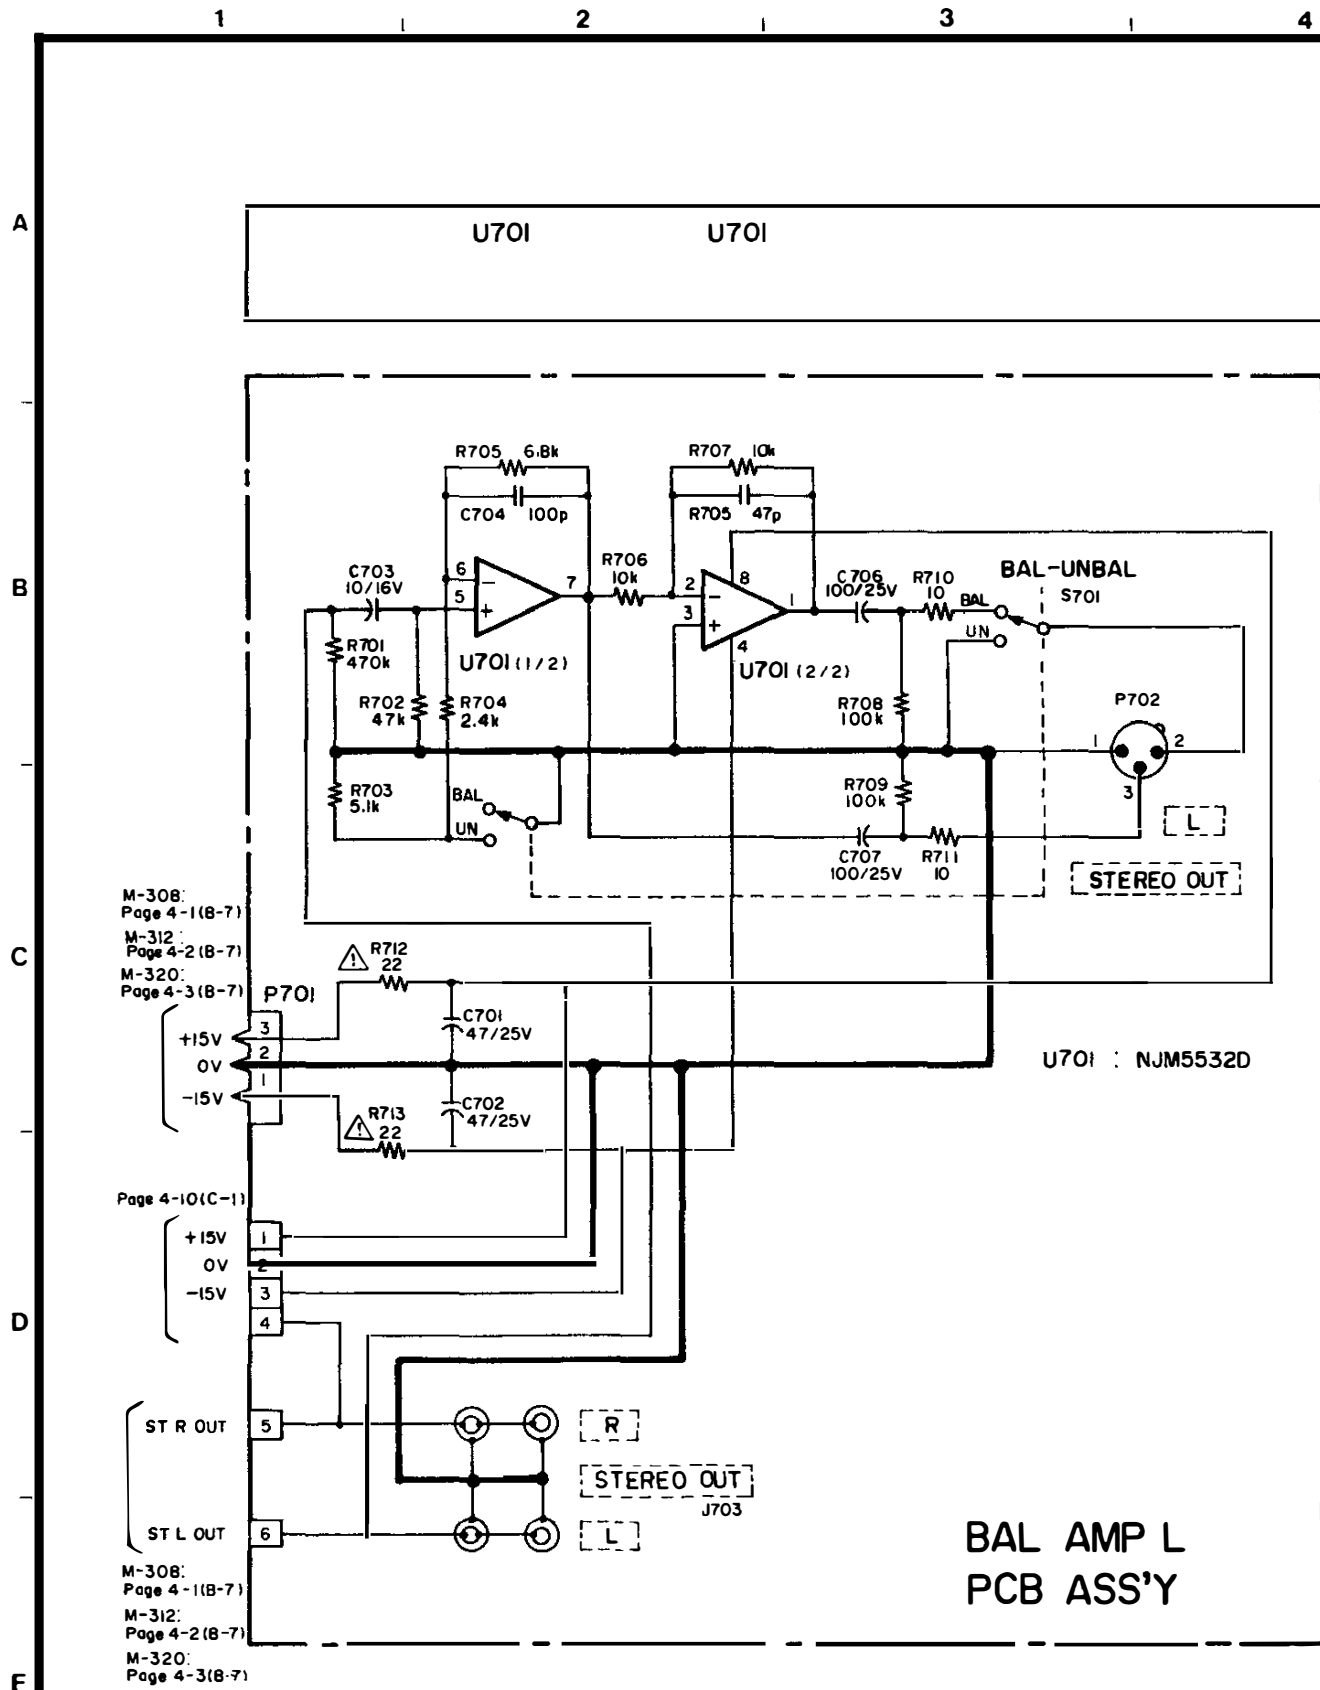 1 2 3 4
A
U701 U701
R705 6.8k
C704 100p
R707 10k
R705 47p
B
C703
10/16V
6
5
7
U701 (1/2)
R706
10k
2
3
8
1
4
U701 (2/2)
C706
100/25V
R710
10
BAL
UN
BAL-UNBAL
S701
R701
470k
R702
47k
R704
2.4k
R708
100k
P702
1
2
3
R703
5.1k
BAL
UN
R709
100k
C707
100/25V
R711
10
L
STEREO OUT
M-308:
Page 4-1(B-7)
M-312:
Page 4-2(B-7)
M-320:
Page 4-3(B-7)
C
R712
22
P701
+15V 3
0V 2
1
-15V
C701
47/25V
C702
47/25V
R713
22
U701 : NJM5532D
Page 4-10(C-1)
+15V 1
0V 2
-15V 3
4
D
ST R OUT 5
R
STEREO OUT
J703
ST L OUT 6
L
M-308:
Page 4-1(B-7)
M-312:
Page 4-2(B-7)
M-320:
Page 4-3(B-7)
BAL AMP L
PCB ASS'Y
E